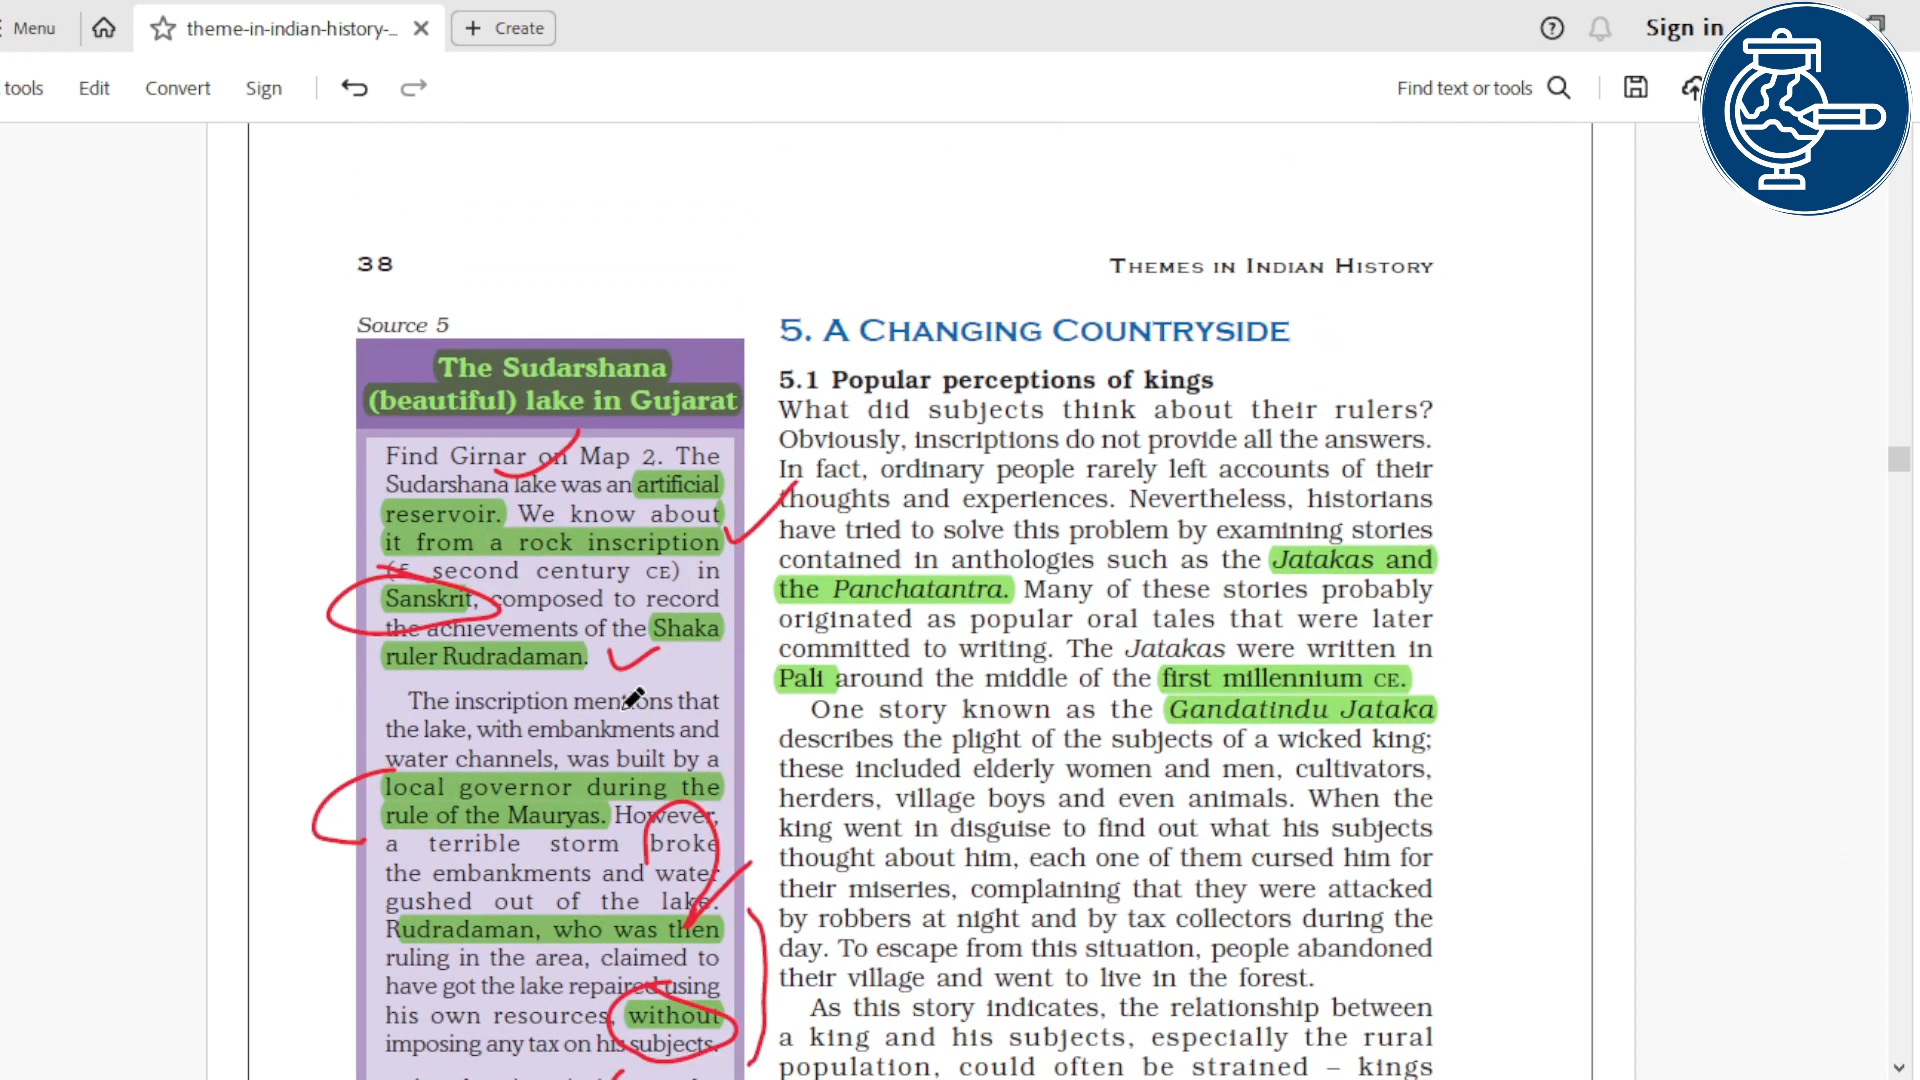 Menu
theme-in-indian-history-...
Create
Sign in
tools
Edit
Convert
Sign
Find text or tools
38
THEMES IN INDIAN HISTORY
Source 5
The Sudarshana
(beautiful) lake in Gujarat
Find Girnar on Map 2. The
Sudarshana lake was an artificial
reservoir. We know about
it from a rock inscription
(c. second century CE) in
Sanskrit, composed to record
the achievements of the Shaka
ruler Rudradaman.
The inscription mentions that
the lake, with embankments and
water channels, was built by a
local governor during the
rule of the Mauryas. However,
a terrible storm broke
the embankments and water
gushed out of the lake.
Rudradaman, who was then
ruling in the area, claimed to
have got the lake repaired using
his own resources, without
imposing any tax on his subjects.
5. A CHANGING COUNTRYSIDE
5.1 Popular perceptions of kings
What did subjects think about their rulers?
Obviously, inscriptions do not provide all the answers.
In fact, ordinary people rarely left accounts of their
thoughts and experiences. Nevertheless, historians
have tried to solve this problem by examining stories
contained in anthologies such as the Jatakas and
the Panchatantra. Many of these stories probably
originated as popular oral tales that were later
committed to writing. The Jatakas were written in
Pali around the middle of the first millennium CE.
One story known as the Gandatindu Jataka
describes the plight of the subjects of a wicked king;
these included elderly women and men, cultivators,
herders, village boys and even animals. When the
king went in disguise to find out what his subjects
thought about him, each one of them cursed him for
their miseries, complaining that they were attacked
by robbers at night and by tax collectors during the
day. To escape from this situation, people abandoned
their village and went to live in the forest.
As this story indicates, the relationship between
a king and his subjects, especially the rural
population, could often be strained – kings